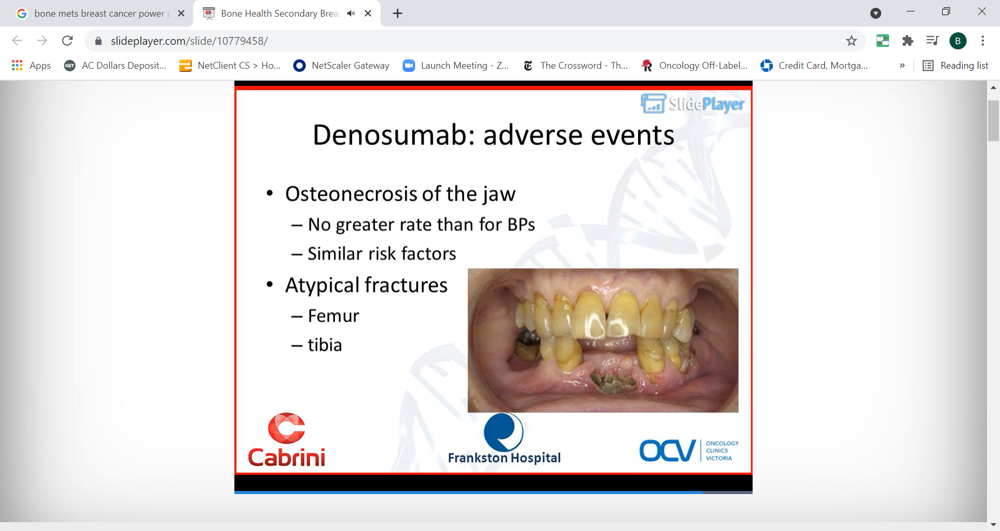 bone mets breast cancer power p
Bone Health Secondary Brea
slideplayer.com/slide/10779458/
B
Apps
GET
AC Dollars Deposit...
NetClient CS > Ho...
NetScaler Gateway
Launch Meeting - Z...
The Crossword - Th...
Oncology Off-Label...
Credit Card, Mortga...
»
Reading list
SlidePlayer
Denosumab: adverse events
• Osteonecrosis of the jaw
– No greater rate than for BPs
– Similar risk factors
• Atypical fractures
– Femur
– tibia
Cabrini
Frankston Hospital
OCV
ONCOLOGY
CLINICS
VICTORIA